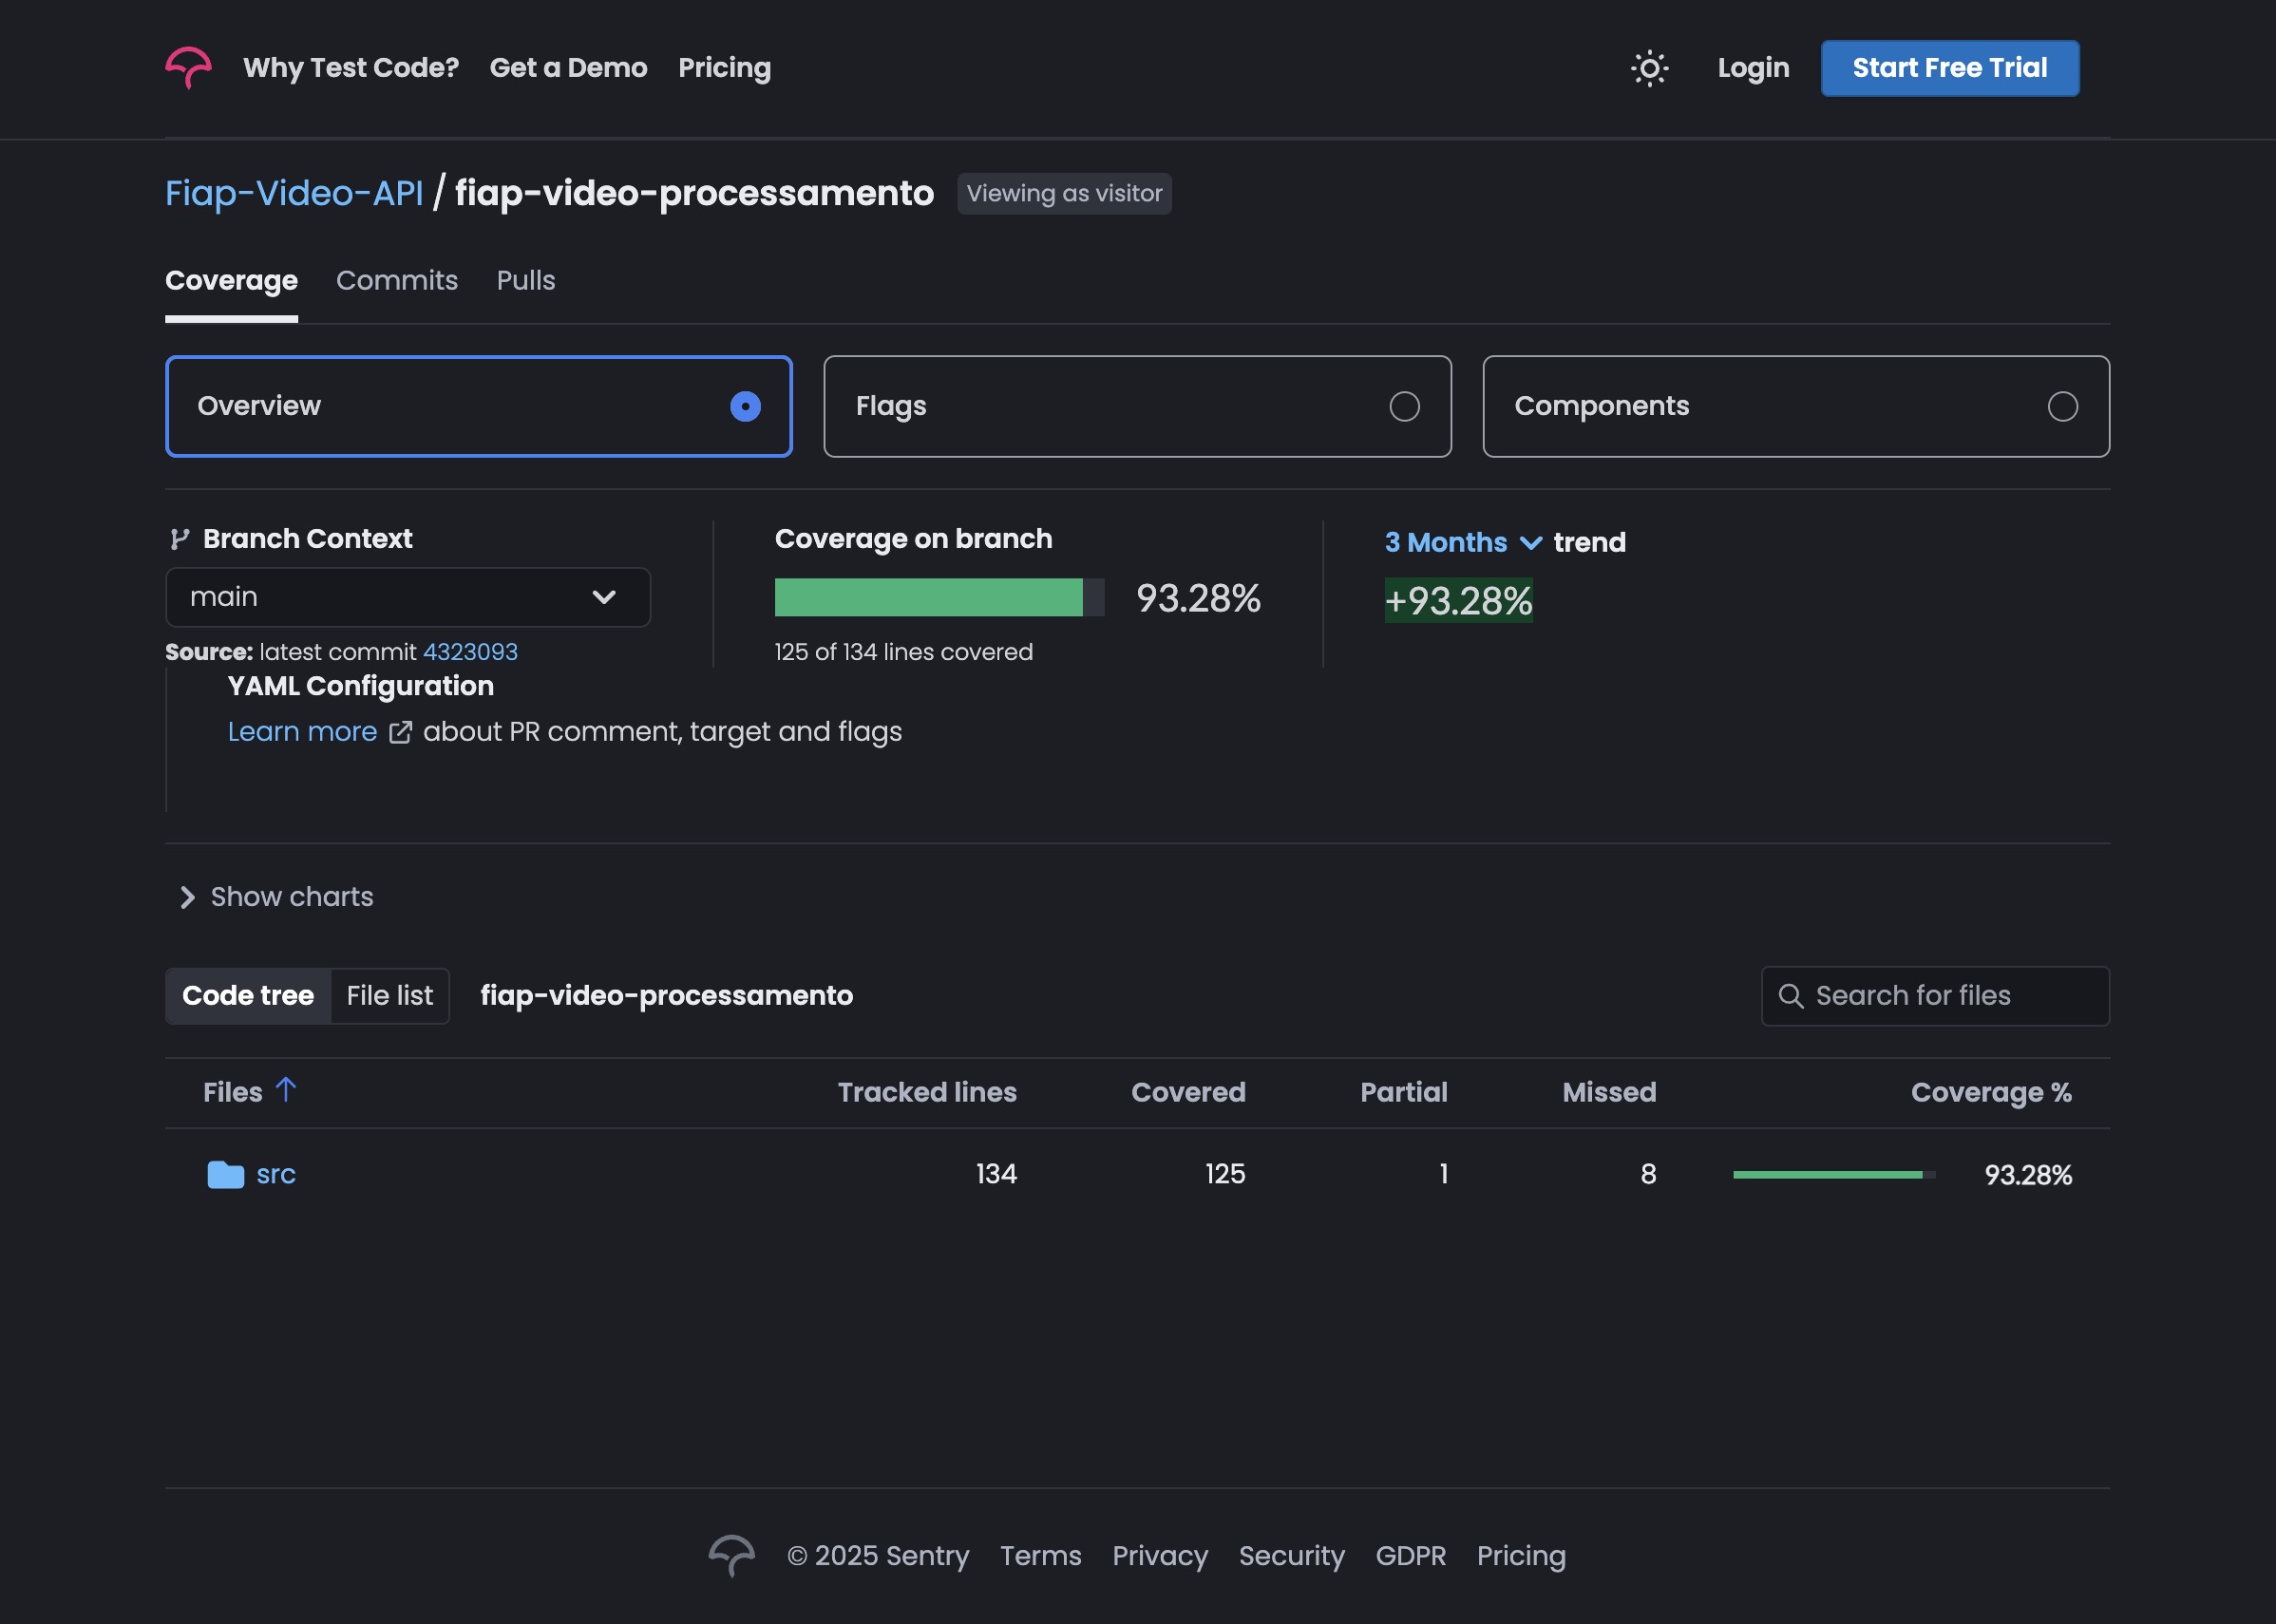 Why Test Code? Get a Demo Pricing Login Start Free Trial
Fiap-Video-API / fiap-video-processamento Viewing as visitor
Coverage Commits Pulls
Overview Flags Components
Branch Context
main
Source: latest commit 4323093
Coverage on branch
93.28%
125 of 134 lines covered
3 Months trend
+93.28%
YAML Configuration
Learn more about PR comment, target and flags
Show charts
Code tree File list fiap-video-processamento Search for files
Files Tracked lines Covered Partial Missed Coverage %
src 134 125 1 8 93.28%
© 2025 Sentry Terms Privacy Security GDPR Pricing